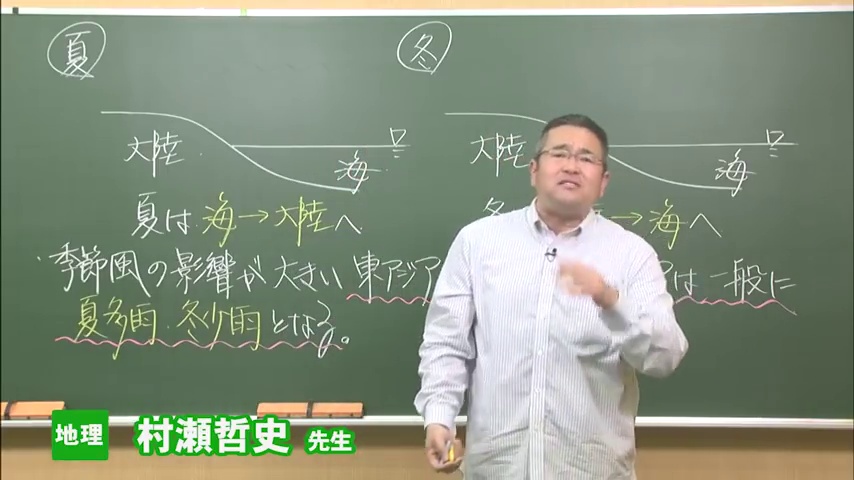 夏
冬
大陸
海
大陸
海
夏は 海→大陸へ
→海へ
・季節風の影響が大きい 東アジア は一般に
夏多雨・冬少雨となる。
地理 村瀬哲史 先生